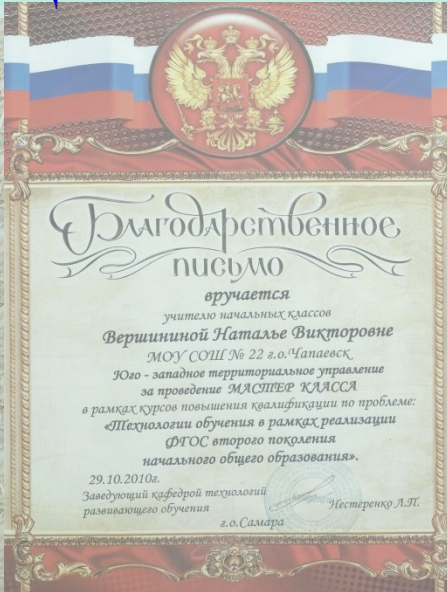 Благодарственное
письмо
вручается
учителю начальных классов
Вершининой Наталье Викторовне
МОУ СОШ № 22 г.о.Чапаевск
Юго - западное территориальное управление
за проведение МАСТЕР КЛАССА
в рамках курсов повышения квалификации по проблеме:
«Технологии обучения в рамках реализации
ФГОС второго поколения
начального общего образования».
29.10.2010г.
Заведующий кафедрой технологий
развивающего обучения Нестеренко Л.П.
г.о.Самара